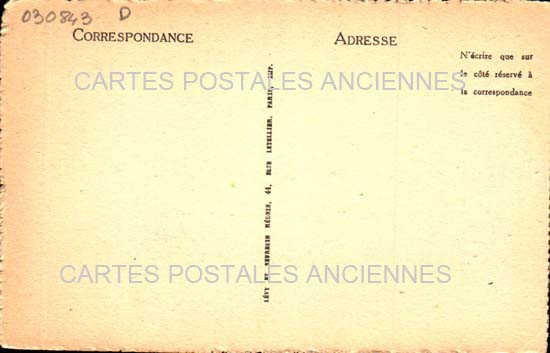 030843 D
CORRESPONDANCE
ADRESSE
N'écrire que sur
le côté réservé à
la correspondance
CARTES POSTALES ANCIENNES
LÉVY ET NEURDEIN RÉUNIS, 44, RUE LETELLIER, PARIS, IMP.
CARTES POSTALES ANCIENNES